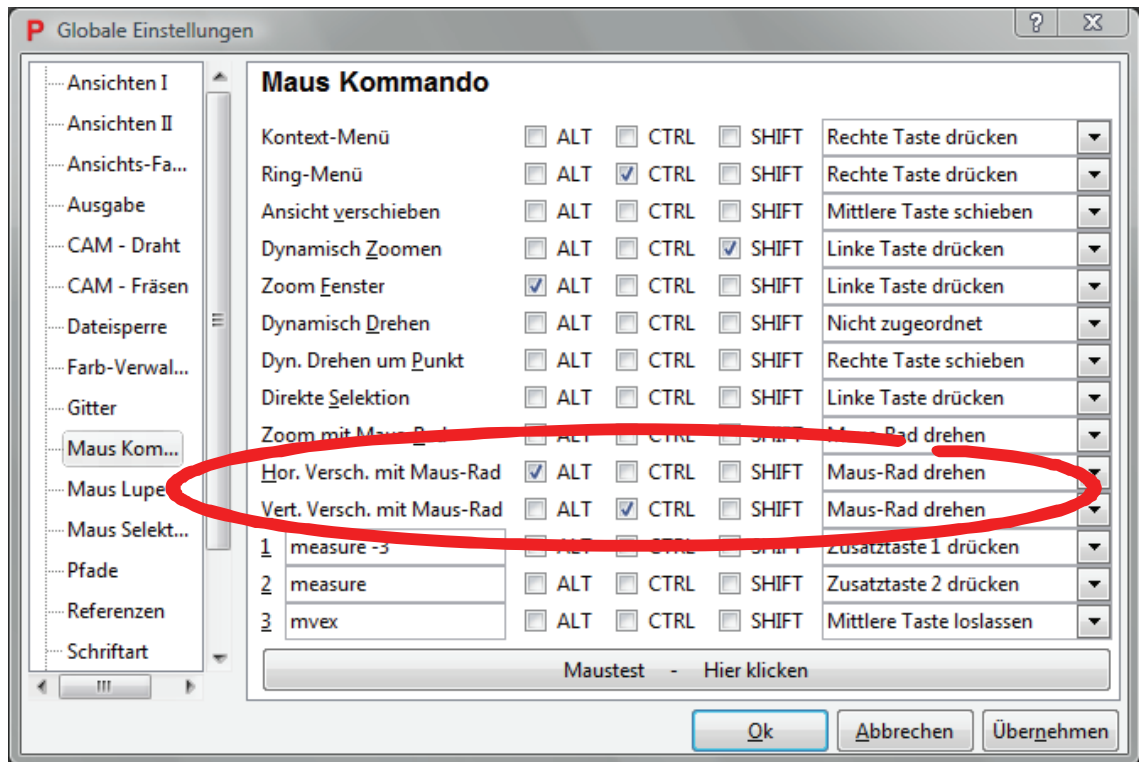 P Globale Einstellungen
Ansichten I
Ansichten II
Ansichts-Fa...
Ausgabe
CAM - Draht
CAM - Fräsen
Dateisperre
Farb-Verwal...
Gitter
Maus Kom...
Maus Lupe
Maus Selekt...
Pfade
Referenzen
Schriftart
Maus Kommando
Kontext-Menü ALT CTRL SHIFT Rechte Taste drücken
Ring-Menü ALT CTRL SHIFT Rechte Taste drücken
Ansicht verschieben ALT CTRL SHIFT Mittlere Taste schieben
Dynamisch Zoomen ALT CTRL SHIFT Linke Taste drücken
Zoom Fenster ALT CTRL SHIFT Linke Taste drücken
Dynamisch Drehen ALT CTRL SHIFT Nicht zugeordnet
Dyn. Drehen um Punkt ALT CTRL SHIFT Rechte Taste schieben
Direkte Selektion ALT CTRL SHIFT Linke Taste drücken
Zoom mit Maus-Rad ALT CTRL SHIFT Maus-Rad drehen
Hor. Versch. mit Maus-Rad ALT CTRL SHIFT Maus-Rad drehen
Vert. Versch. mit Maus-Rad ALT CTRL SHIFT Maus-Rad drehen
1 measure -3 ALT CTRL SHIFT Zusatztaste 1 drücken
2 measure ALT CTRL SHIFT Zusatztaste 2 drücken
3 mvex ALT CTRL SHIFT Mittlere Taste loslassen
Maustest - Hier klicken
Ok Abbrechen Übernehmen